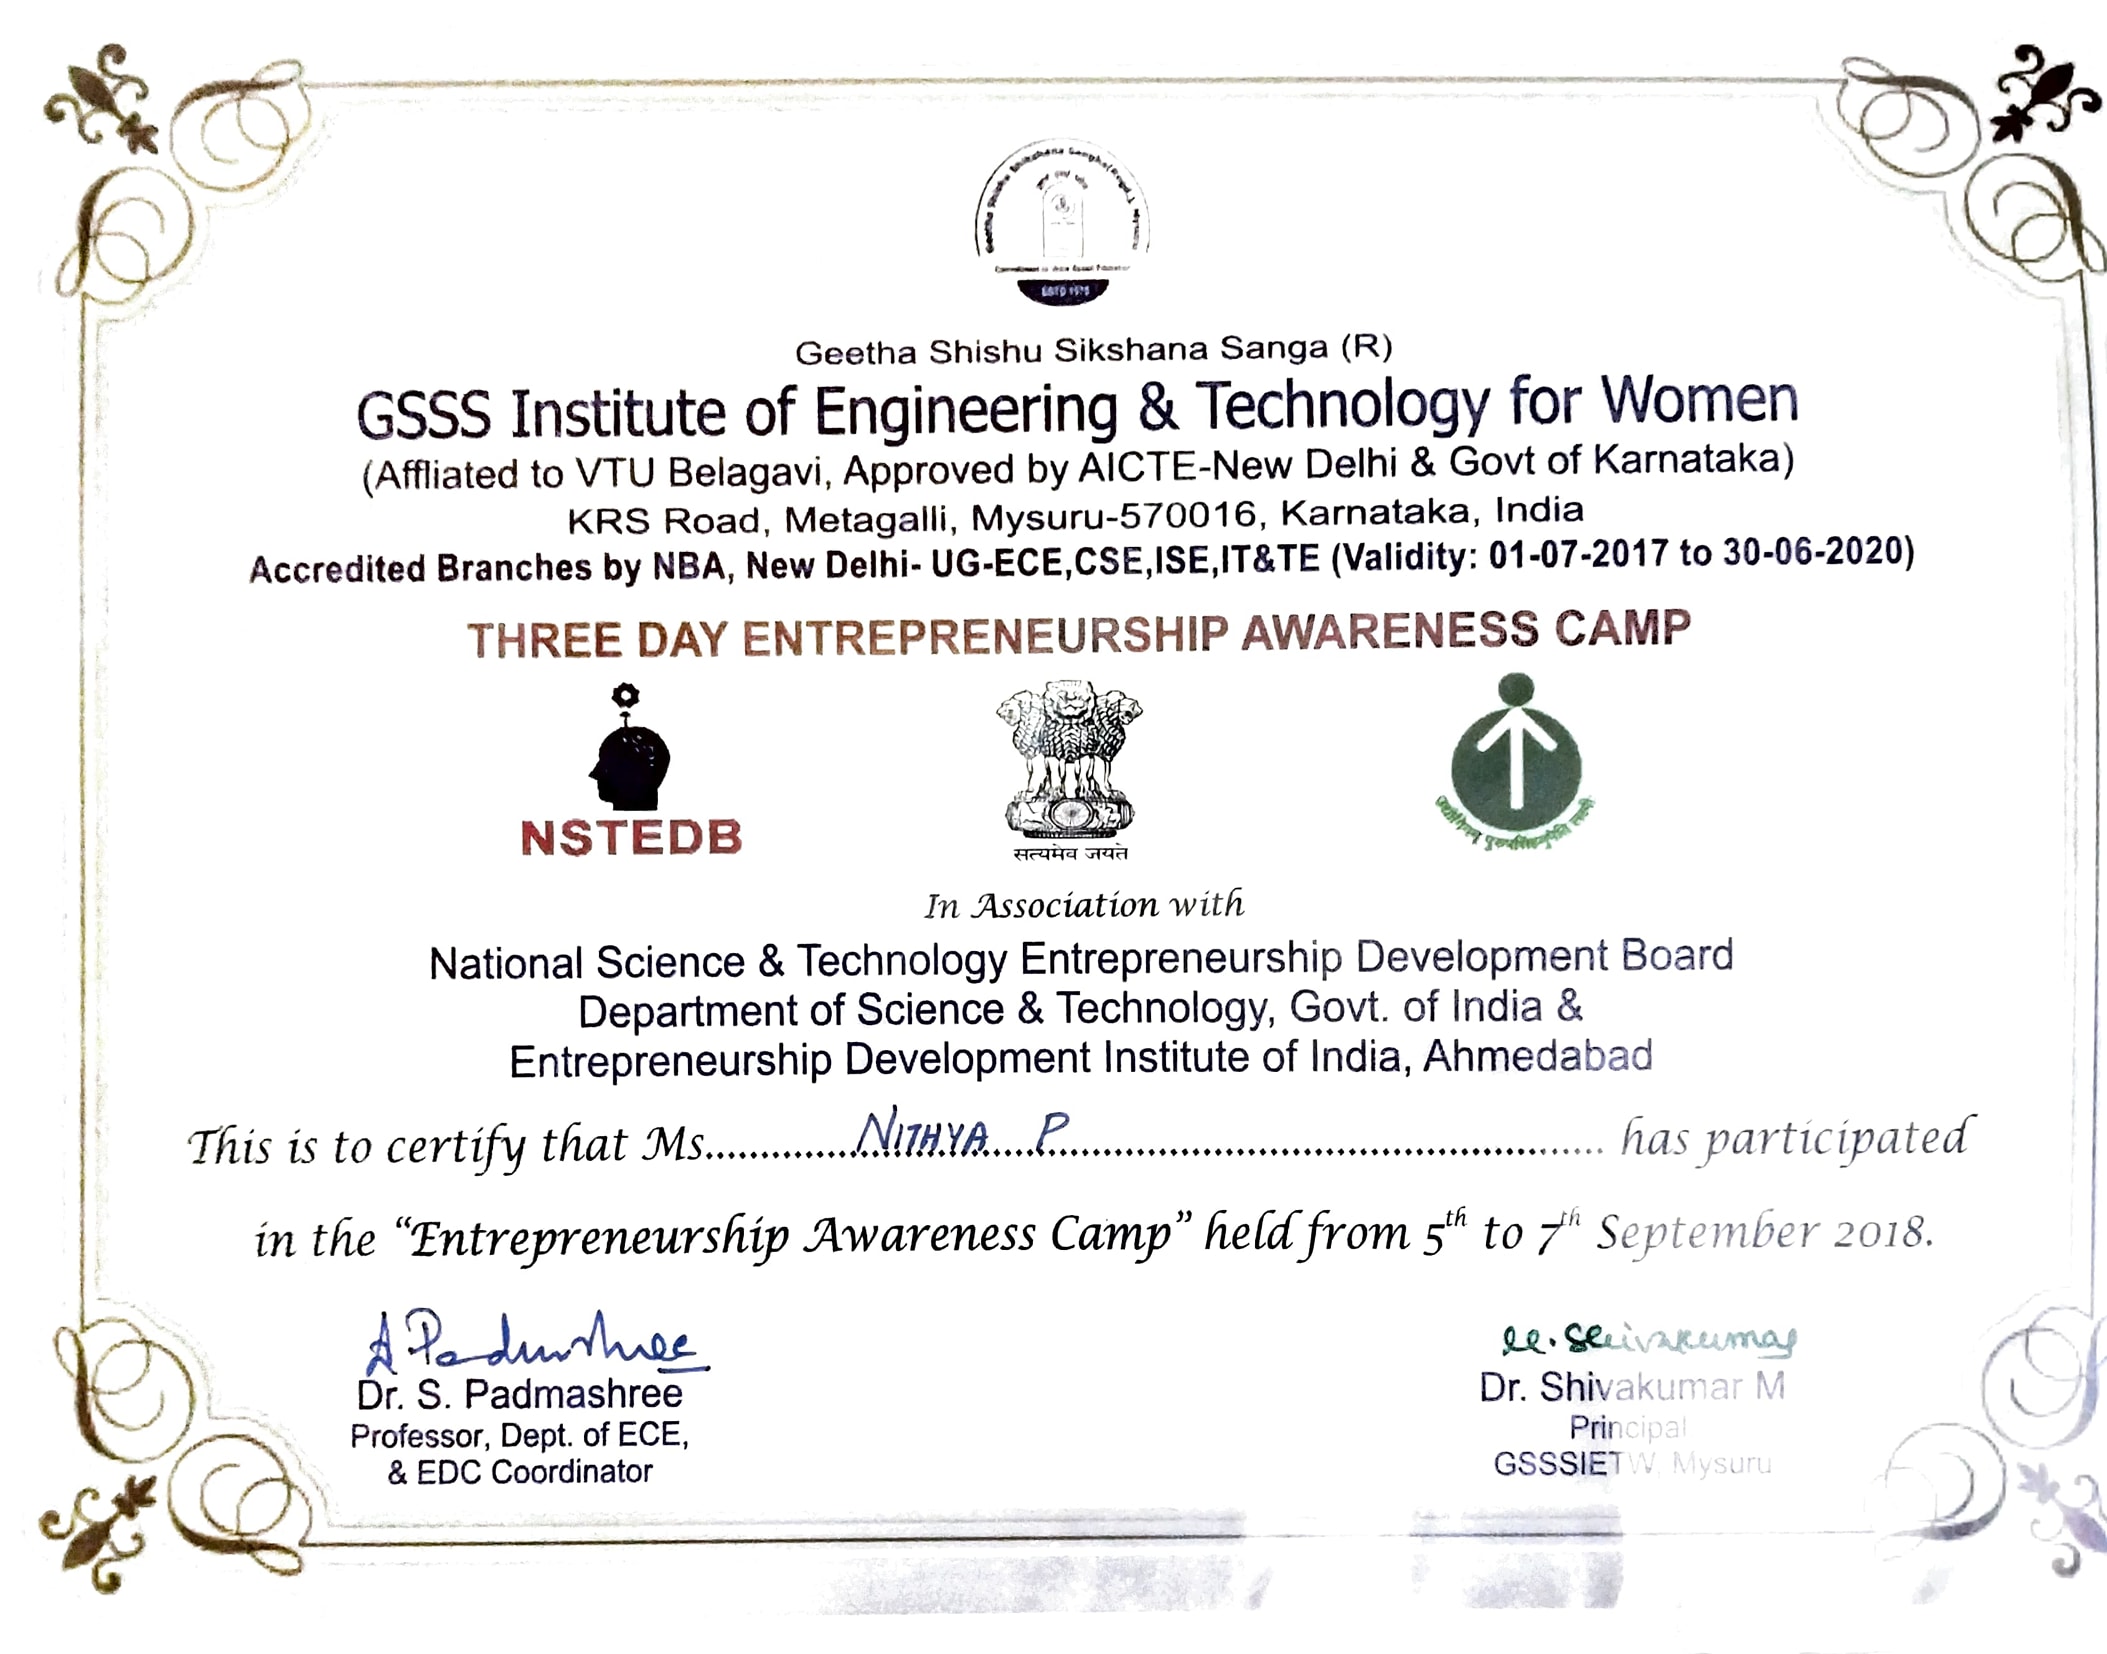 Geetha Shishu Sikshana Sanga (R)
GSSS Institute of Engineering & Technology for Women
(Affliated to VTU Belagavi, Approved by AICTE-New Delhi & Govt of Karnataka)
KRS Road, Metagalli, Mysuru-570016, Karnataka, India
Accredited Branches by NBA, New Delhi- UG-ECE,CSE,ISE,IT&TE (Validity: 01-07-2017 to 30-06-2020)
THREE DAY ENTREPRENEURSHIP AWARENESS CAMP
NSTEDB
सत्यमेव जयते
In Association with
National Science & Technology Entrepreneurship Development Board
Department of Science & Technology, Govt. of India &
Entrepreneurship Development Institute of India, Ahmedabad
This is to certify that Ms.............NITHYA P............................ has participated
in the “Entrepreneurship Awareness Camp” held from 5th to 7th September 2018.
Dr. S. Padmashree
Professor, Dept. of ECE,
& EDC Coordinator
M. Shivakumar
Dr. Shivakumar M
Principal
GSSSIETW, Mysuru